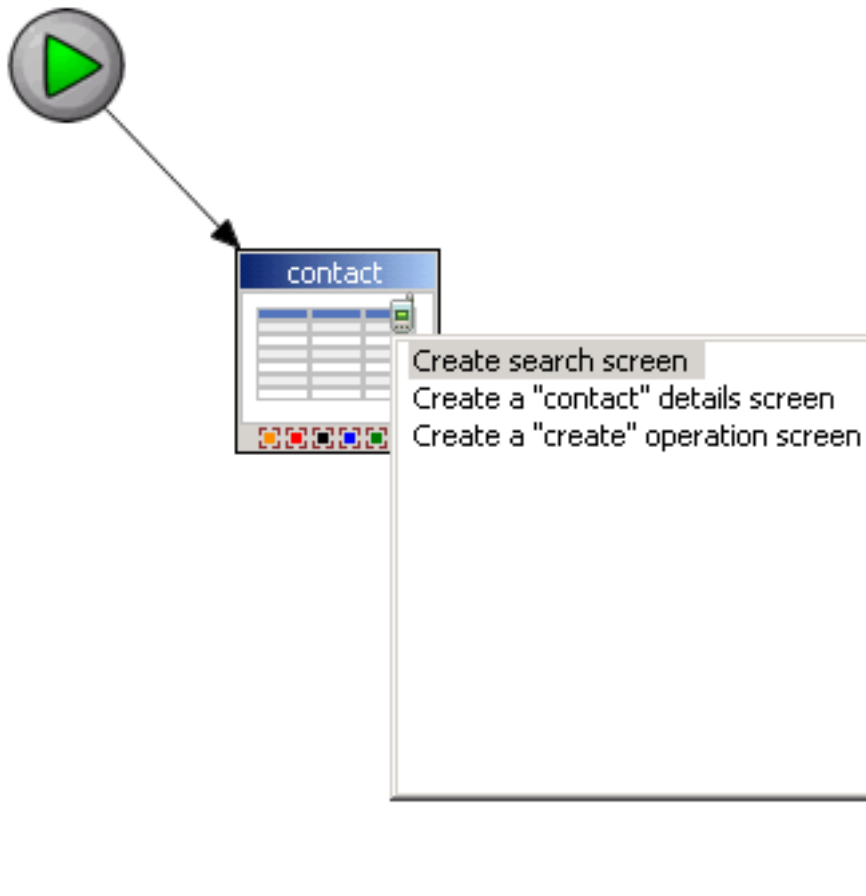 contact
Create search screen
Create a "contact" details screen
Create a "create" operation screen